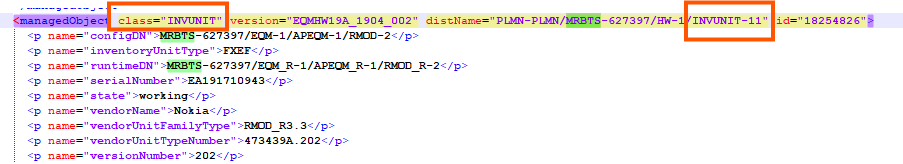 <managedObject class="INVUNIT" version="EQMHW19A_1904_002" distName="PLMN-PLMN/MRBTS-627397/HW-1/INVUNIT-11" id="18254826">
<p name="configDN">MRBTS-627397/EQM-1/APEQM-1/RMOD-2</p>
<p name="inventoryUnitType">FXEF</p>
<p name="runtimeDN">MRBTS-627397/EQM_R-1/APEQM_R-1/RMOD_R-2</p>
<p name="serialNumber">EA191710943</p>
<p name="state">working</p>
<p name="vendorName">Nokia</p>
<p name="vendorUnitFamilyType">RMOD_R3.3</p>
<p name="vendorUnitTypeNumber">473439A.202</p>
<p name="versionNumber">202</p>